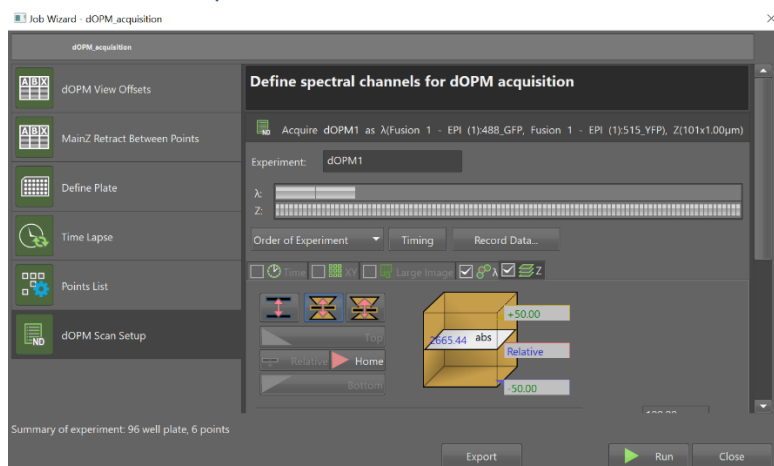 Job Wizard - dOPM_acquisition
dOPM_acquisition
ABX
dOPM View Offsets
ABX
MainZ Retract Between Points
Define Plate
Time Lapse
Points List
ND
dOPM Scan Setup
Define spectral channels for dOPM acquisition
ND
Acquire dOPM1 as λ(Fusion 1 - EPI (1):488_GFP, Fusion 1 - EPI (1):515_YFP), Z(101x1.00μm)
Experiment: dOPM1
λ:
Z:
Order of Experiment Timing Record Data...
Time XY Large Image λ Z
Top
Relative Home
Bottom
+50.00
2665.44 abs
Relative
-50.00
Summary of experiment: 96 well plate, 6 points
Export Run Close